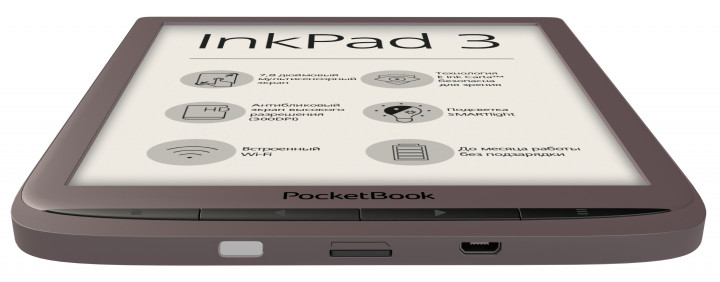 InkPad 3
7,8 дюймовый
мультисенсорный
экран
Технология
E Ink Carta™
безопасна
для зрения
HD
Антибликовый
экран высокого
разрешения
(300DPI)
Подсветка
SMARTlight
Встроенный
Wi-Fi
До месяца работы
без подзарядки
PocketBook